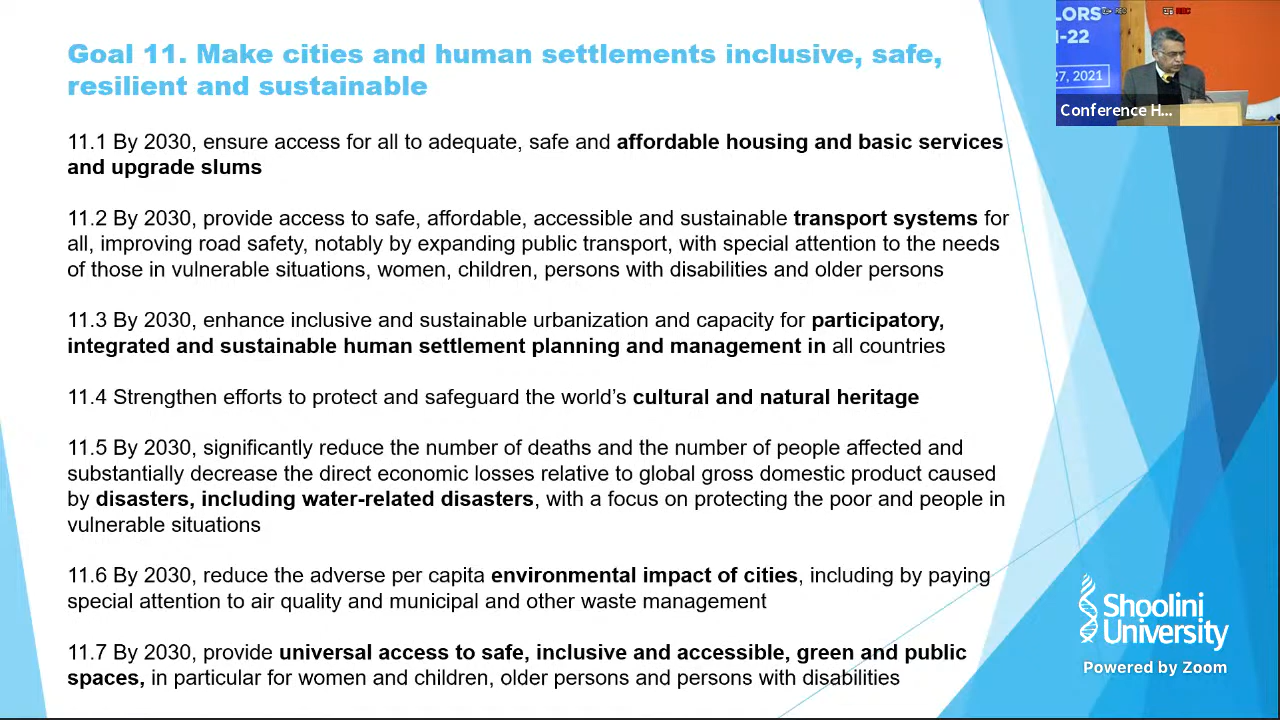 Goal 11. Make cities and human settlements inclusive, safe,
resilient and sustainable
11.1 By 2030, ensure access for all to adequate, safe and affordable housing and basic services
and upgrade slums
11.2 By 2030, provide access to safe, affordable, accessible and sustainable transport systems for
all, improving road safety, notably by expanding public transport, with special attention to the needs
of those in vulnerable situations, women, children, persons with disabilities and older persons
11.3 By 2030, enhance inclusive and sustainable urbanization and capacity for participatory,
integrated and sustainable human settlement planning and management in all countries
11.4 Strengthen efforts to protect and safeguard the world’s cultural and natural heritage
11.5 By 2030, significantly reduce the number of deaths and the number of people affected and
substantially decrease the direct economic losses relative to global gross domestic product caused
by disasters, including water-related disasters, with a focus on protecting the poor and people in
vulnerable situations
11.6 By 2030, reduce the adverse per capita environmental impact of cities, including by paying
special attention to air quality and municipal and other waste management
11.7 By 2030, provide universal access to safe, inclusive and accessible, green and public
spaces, in particular for women and children, older persons and persons with disabilities
LORS
REC
REC
-22
27, 2021
Conference H...
Shoolini
University
Powered by Zoom